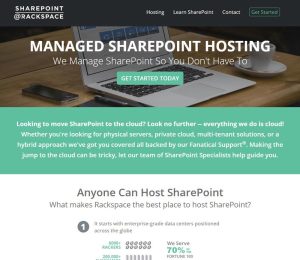 SHAREPOINT
@RACKSPACE
Hosting Learn SharePoint Contact Get Started
MANAGED SHAREPOINT HOSTING
We Manage SharePoint So You Don't Have To
GET STARTED TODAY
Looking to move SharePoint to the cloud? Look no further -- everything we do is cloud!
Whether you're looking for physical servers, private cloud, multi-tenant solutions, or a
hybrid approach we've got you covered all backed by our Fanatical Support®. Making
the jump to the cloud can be tricky, let our team of SharePoint Specialists help guide you.
Anyone Can Host SharePoint
What makes Rackspace the best place to host SharePoint?
1 It starts with enterprise-grade data centers positioned
across the globe
5000+
RACKERS
We Serve
70% OF THE
FORTUNE 100